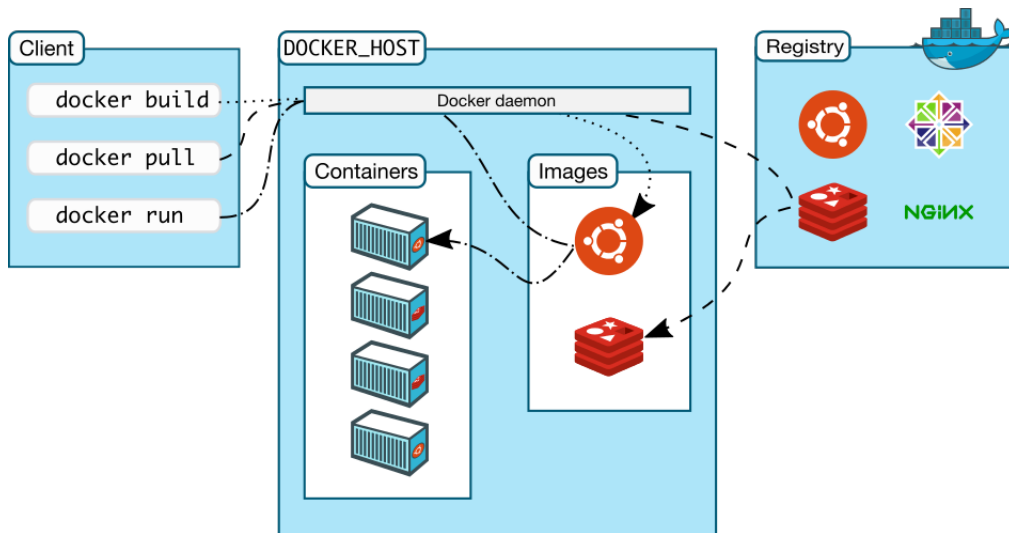 Client
docker build
docker pull
docker run
DOCKER_HOST
Docker daemon
Containers
Images
Registry
NGINX